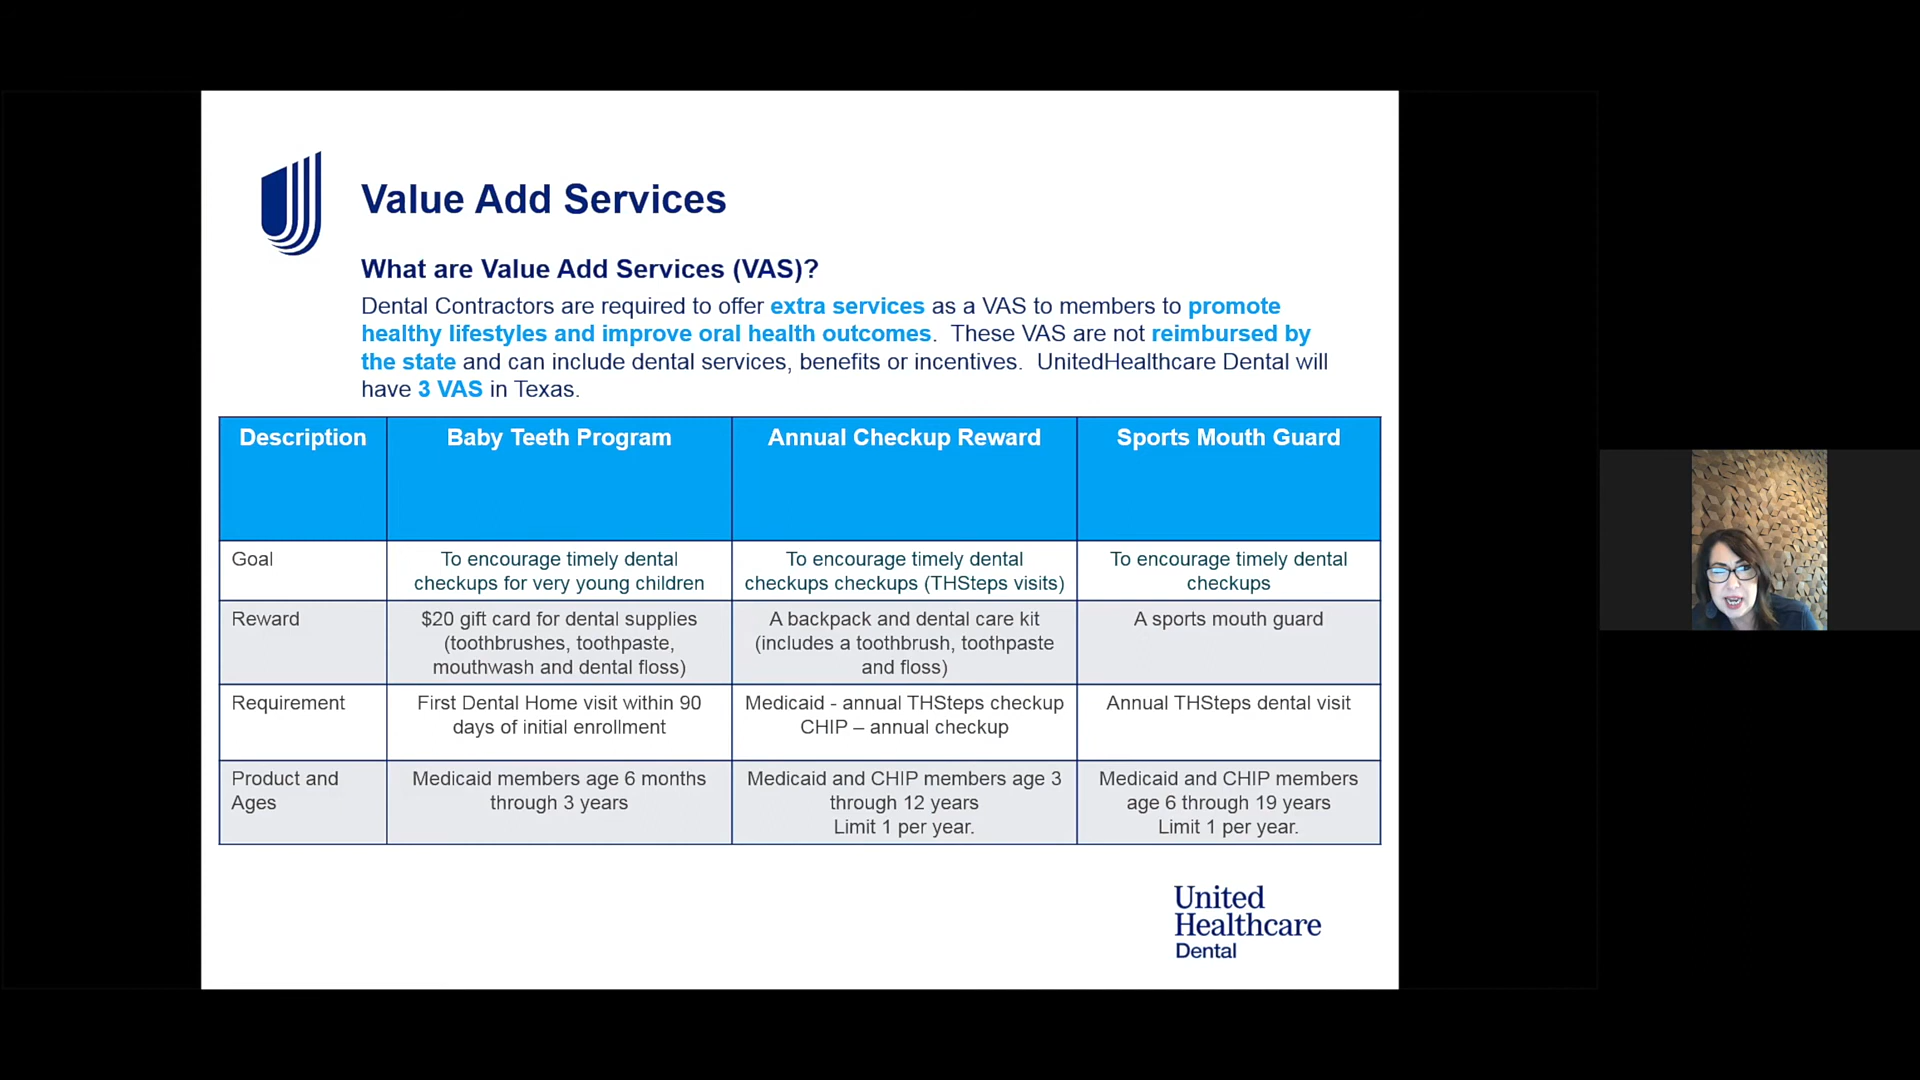 Value Add Services
What are Value Add Services (VAS)?
Dental Contractors are required to offer extra services as a VAS to members to promote
healthy lifestyles and improve oral health outcomes.  These VAS are not reimbursed by
the state and can include dental services, benefits or incentives.  UnitedHealthcare Dental will
have 3 VAS in Texas.
Description
Baby Teeth Program
Annual Checkup Reward
Sports Mouth Guard
Goal
To encourage timely dental
checkups for very young children
To encourage timely dental
checkups checkups (THSteps visits)
To encourage timely dental
checkups
Reward
$20 gift card for dental supplies
(toothbrushes, toothpaste,
mouthwash and dental floss)
A backpack and dental care kit
(includes a toothbrush, toothpaste
and floss)
A sports mouth guard
Requirement
First Dental Home visit within 90
days of initial enrollment
Medicaid - annual THSteps checkup
CHIP – annual checkup
Annual THSteps dental visit
Product and
Ages
Medicaid members age 6 months
through 3 years
Medicaid and CHIP members age 3
through 12 years
Limit 1 per year.
Medicaid and CHIP members
age 6 through 19 years
Limit 1 per year.
United
Healthcare
Dental